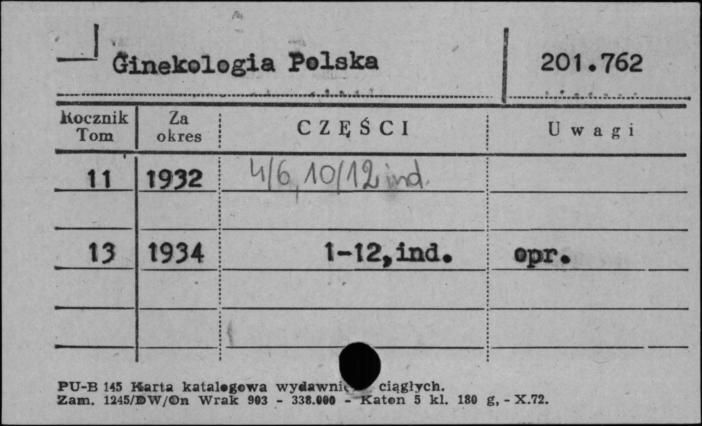 Ginekologia Polska 201.762
Rocznik Tom Za okres CZĘŚCI Uwagi
11 1932 4/6, 10/12, ind.
13 1934 1-12, ind. opr.
PU-B 145 Karta katalogowa ciągłych.
Zam. 1245/DW/On Wrak 903 - 338.000 - Katen 5 kl. 180 g, - X.72.